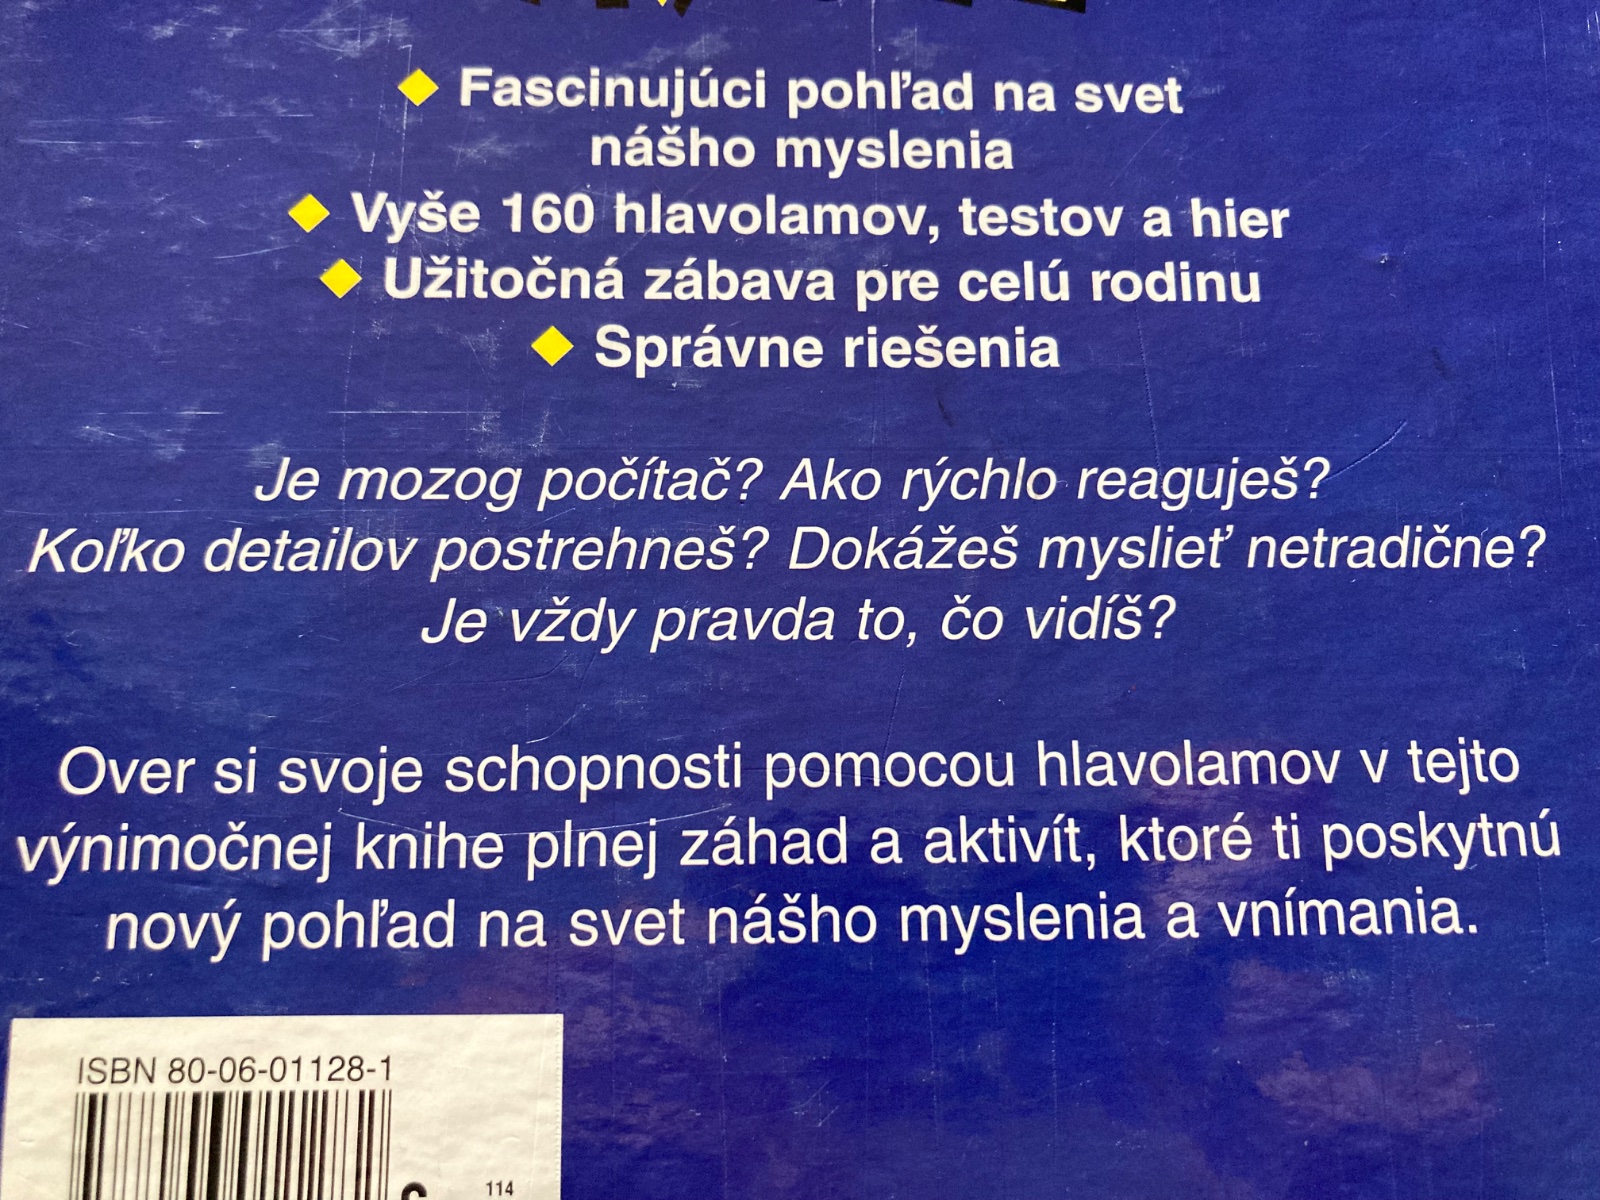 ◆ Fascinujúci pohľad na svet
nášho myslenia
◆ Vyše 160 hlavolamov, testov a hier
◆ Užitočná zábava pre celú rodinu
◆ Správne riešenia
Je mozog počítač? Ako rýchlo reaguješ?
Koľko detailov postrehneš? Dokážeš myslieť netradične?
Je vždy pravda to, čo vidíš?
Over si svoje schopnosti pomocou hlavolamov v tejto
výnimočnej knihe plnej záhad a aktivít, ktoré ti poskytnú
nový pohľad na svet nášho myslenia a vnímania.
ISBN 80-06-01128-1
114